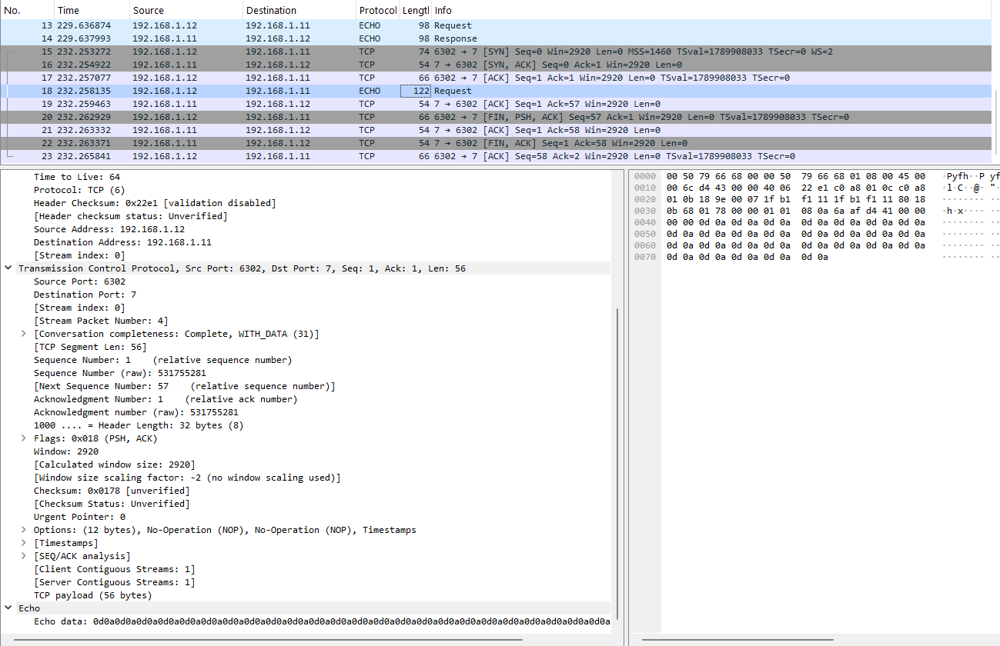 No. Time Source Destination Protocol Lengtl Info
13 229.636874 192.168.1.12 192.168.1.11 ECHO 98 Request
14 229.637993 192.168.1.11 192.168.1.12 ECHO 98 Response
15 232.253272 192.168.1.12 192.168.1.11 TCP 74 6302 → 7 [SYN] Seq=0 Win=2920 Len=0 MSS=1460 TSval=1789908033 TSecr=0 WS=2
16 232.254922 192.168.1.11 192.168.1.12 TCP 54 7 → 6302 [SYN, ACK] Seq=0 Ack=1 Win=2920 Len=0
17 232.257077 192.168.1.12 192.168.1.11 TCP 66 6302 → 7 [ACK] Seq=1 Ack=1 Win=2920 Len=0 TSval=1789908033 TSecr=0
18 232.258135 192.168.1.12 192.168.1.11 ECHO 122 Request
19 232.259463 192.168.1.11 192.168.1.12 TCP 54 7 → 6302 [ACK] Seq=1 Ack=57 Win=2920 Len=0
20 232.262929 192.168.1.12 192.168.1.11 TCP 66 6302 → 7 [FIN, PSH, ACK] Seq=57 Ack=1 Win=2920 Len=0 TSval=1789908033 TSecr=0
21 232.263332 192.168.1.11 192.168.1.12 TCP 54 7 → 6302 [ACK] Seq=1 Ack=58 Win=2920 Len=0
22 232.263371 192.168.1.11 192.168.1.12 TCP 54 7 → 6302 [FIN, ACK] Seq=1 Ack=58 Win=2920 Len=0
23 232.265841 192.168.1.12 192.168.1.11 TCP 66 6302 → 7 [ACK] Seq=58 Ack=2 Win=2920 Len=0 TSval=1789908033 TSecr=0
Time to Live: 64
Protocol: TCP (6)
Header Checksum: 0x22e1 [validation disabled]
[Header checksum status: Unverified]
Source Address: 192.168.1.12
Destination Address: 192.168.1.11
[Stream index: 0]
Transmission Control Protocol, Src Port: 6302, Dst Port: 7, Seq: 1, Ack: 1, Len: 56
Source Port: 6302
Destination Port: 7
[Stream index: 0]
[Stream Packet Number: 4]
[Conversation completeness: Complete, WITH_DATA (31)]
[TCP Segment Len: 56]
Sequence Number: 1 (relative sequence number)
Sequence Number (raw): 531755281
[Next Sequence Number: 57 (relative sequence number)]
Acknowledgment Number: 1 (relative ack number)
Acknowledgment number (raw): 531755281
1000 .... = Header Length: 32 bytes (8)
Flags: 0x018 (PSH, ACK)
Window: 2920
[Calculated window size: 2920]
[Window size scaling factor: -2 (no window scaling used)]
Checksum: 0x0178 [unverified]
[Checksum Status: Unverified]
Urgent Pointer: 0
Options: (12 bytes), No-Operation (NOP), No-Operation (NOP), Timestamps
[Timestamps]
[SEQ/ACK analysis]
[Client Contiguous Streams: 1]
[Server Contiguous Streams: 1]
TCP payload (56 bytes)
Echo
Echo data: 0d0a0d0a0d0a0d0a0d0a0d0a0d0a0d0a0d0a0d0a0d0a0d0a0d0a0d0a0d0a0d0a0d0a0d0a0d0a0d0a0d0a0d0a0d0a0d0a
0000 00 50 79 66 68 00 00 50 79 66 68 01 08 00 45 00 ·Pyfh··P yf
0010 00 6c d4 43 00 00 40 06 22 e1 c0 a8 01 0c c0 a8 ·l·C··@· "·
0020 01 0b 18 9e 00 07 1f b1 f1 11 1f b1 f1 11 80 18 ········ ··
0030 0b 68 01 78 00 00 01 01 08 0a 6a af d4 41 00 00 ·h·x···· ··
0040 00 00 0d 0a 0d 0a 0d 0a 0d 0a 0d 0a 0d 0a 0d 0a ········ ··
0050 0d 0a 0d 0a 0d 0a 0d 0a 0d 0a 0d 0a 0d 0a 0d 0a ········ ··
0060 0d 0a 0d 0a 0d 0a 0d 0a 0d 0a 0d 0a 0d 0a 0d 0a ········ ··
0070 0d 0a 0d 0a 0d 0a 0d 0a 0d 0a ········ ··